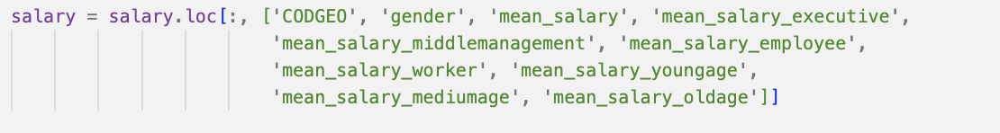 salary = salary.loc[:, ['CODGEO', 'gender', 'mean_salary', 'mean_salary_executive',
'mean_salary_middlemanagement', 'mean_salary_employee',
'mean_salary_worker', 'mean_salary_youngage',
'mean_salary_mediumage', 'mean_salary_oldage']]